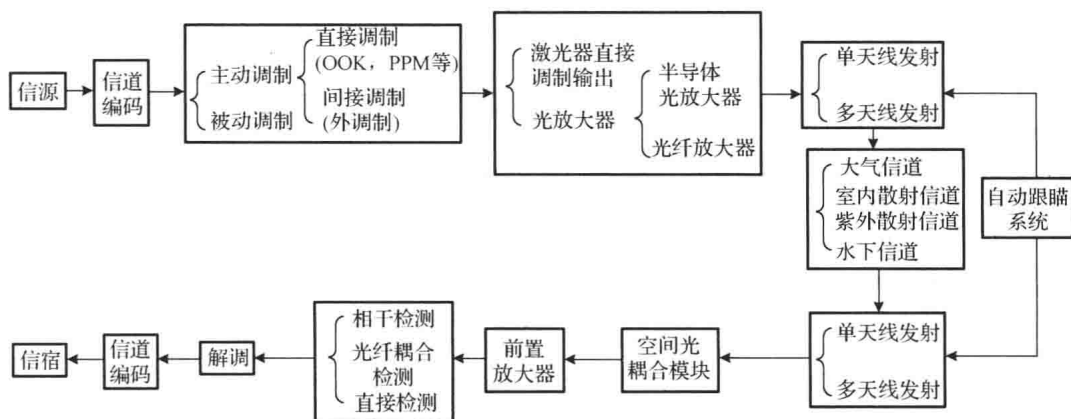 信源
信道
编码
主动调制
被动调制
直接调制
(OOK，PPM等)
间接调制
(外调制)
激光器直接
调制输出
光放大器
半导体
光放大器
光纤放大器
单天线发射
多天线发射
大气信道
室内散射信道
紫外散射信道
水下信道
自动跟瞄
系统
单天线发射
多天线发射
空间光
耦合模块
前置
放大器
相干检测
光纤耦合
检测
直接检测
解调
信道
编码
信宿